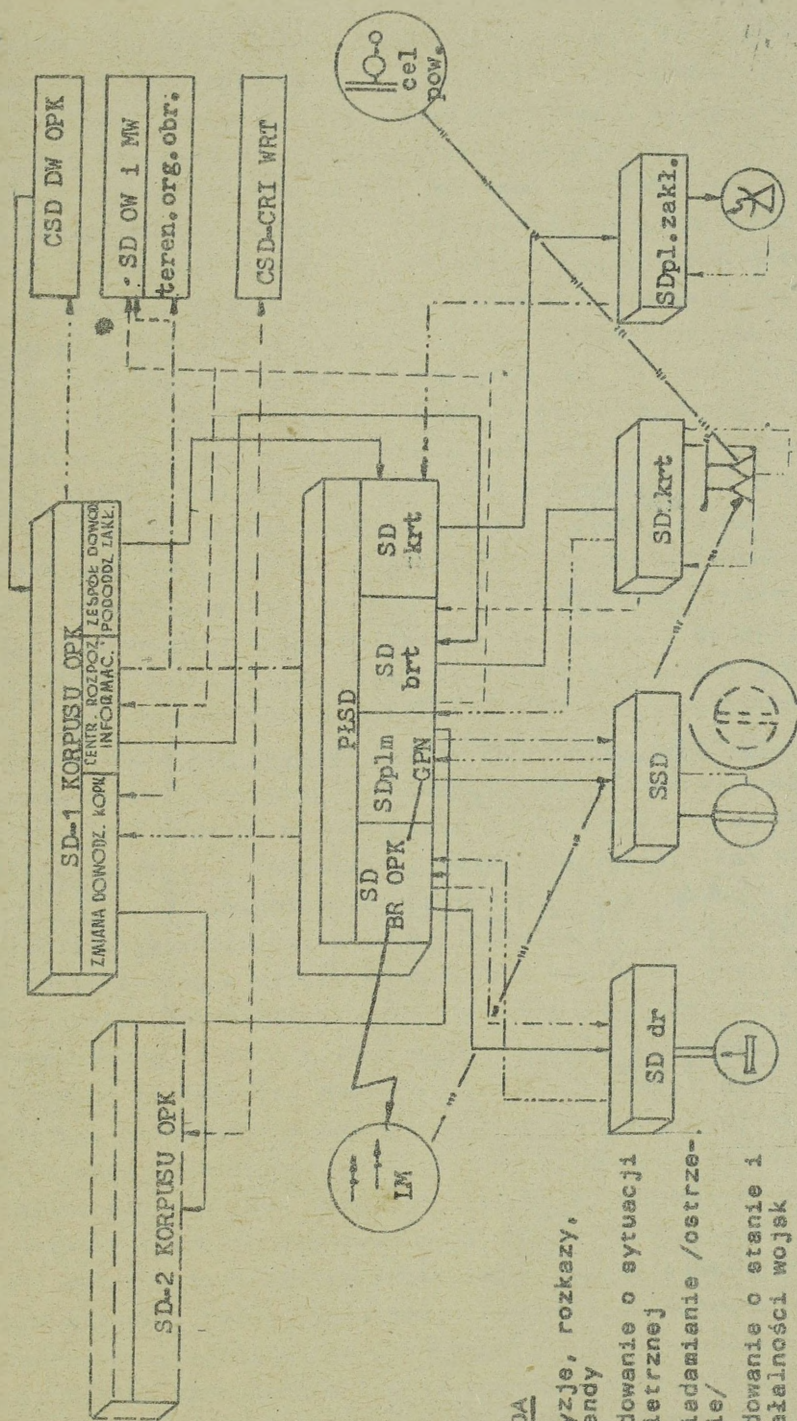 CSD DW OPK
SD OW i MW
teren.org.obr.
CSD=CRI WRT
cel
pow.
SD=1 KORPUSU OPK
ZMIANA DOWODZ. KOPK
CENTR. ROZPOZ
INFORMAC.
ZESPÓŁ DOWOD
PODODDZ. ZAKŁ.
SD=2 KORPUSU OPK
PŁSD
SD
BR OPK
SDplm
GPN
SD
brt
SD
krt
LM
SD dr
SSD
SD krt
SDpl.zakł.
DA
yzje, rozkazy,
endy
dowanie o sytuacji
ietrznej
iadamianie /ostrze-
ie/
dowanie o stanie i
ałalności wojsk